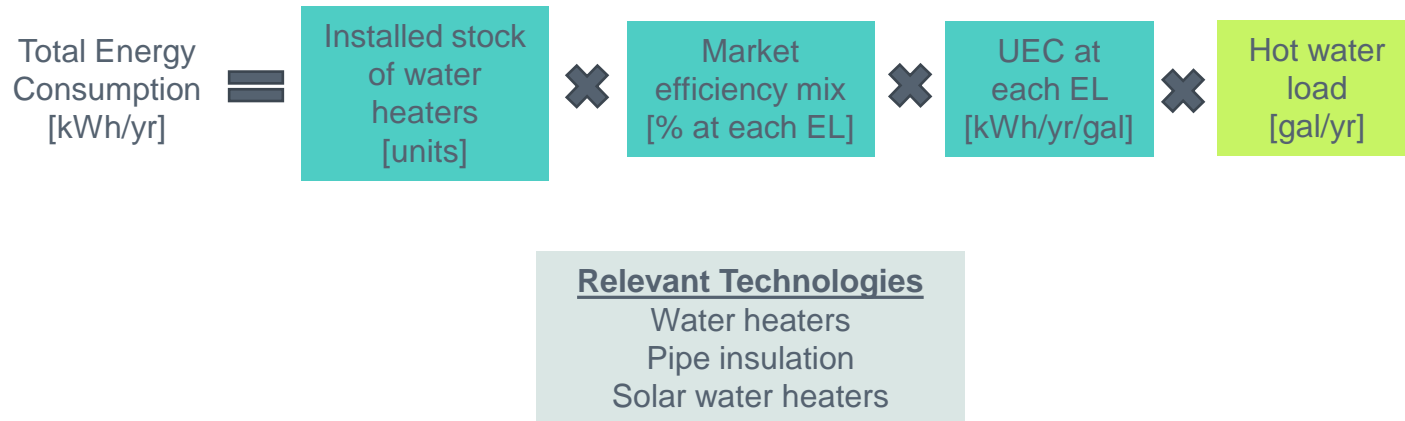 Total Energy
Consumption
[kWh/yr]
Installed stock
of water
heaters
[units]
Market
efficiency mix
[% at each EL]
UEC at
each EL
[kWh/yr/gal]
Hot water
load
[gal/yr]
Relevant Technologies
Water heaters
Pipe insulation
Solar water heaters